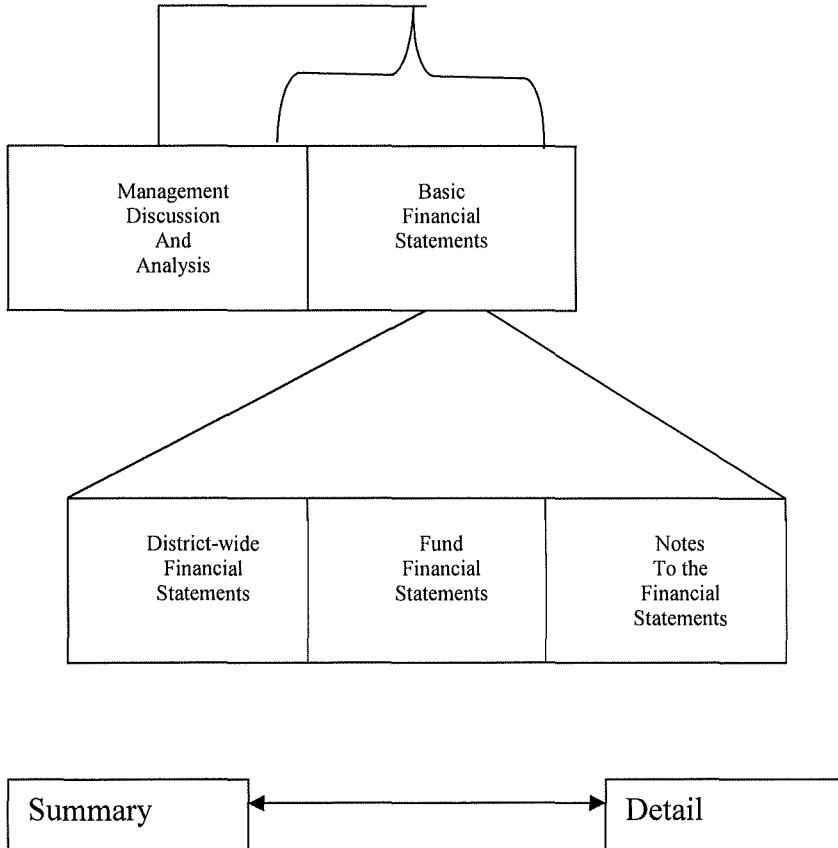 Management
Discussion
And
Analysis
Basic
Financial
Statements
District-wide
Financial
Statements
Fund
Financial
Statements
Notes
To the
Financial
Statements
Summary
Detail